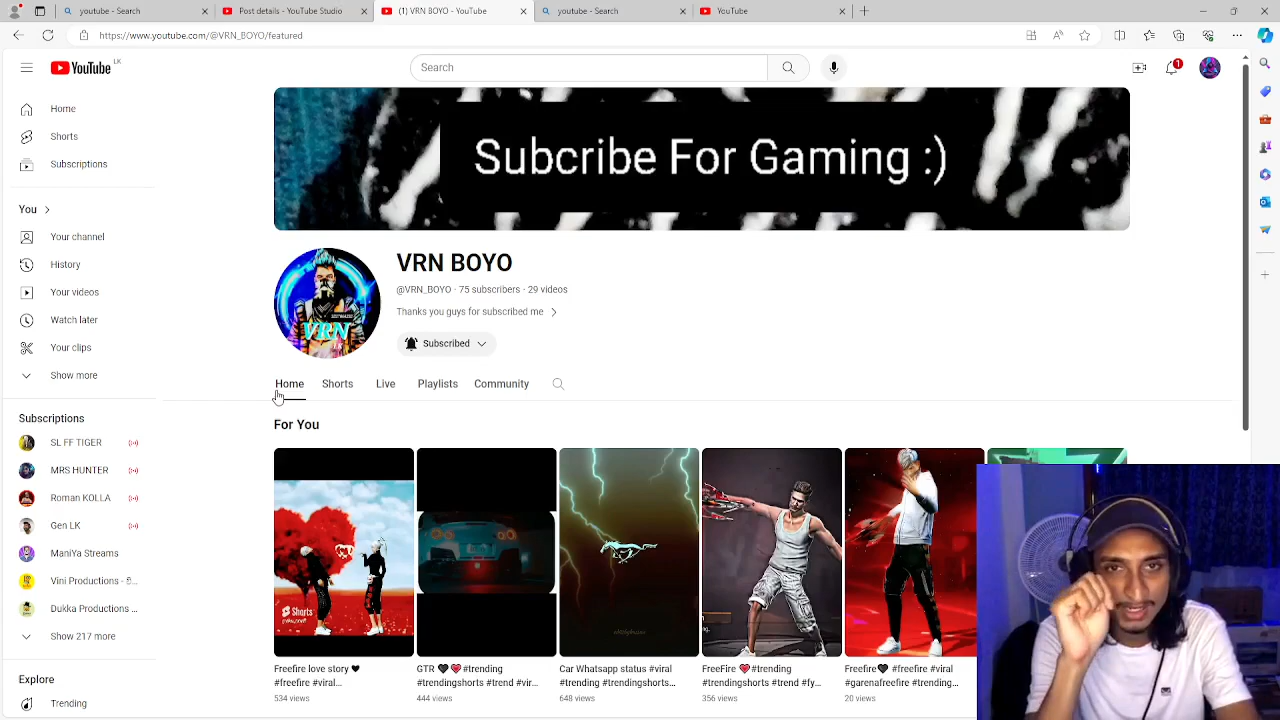 youtube - Search
Post details - YouTube Studio
(1) VRN BOYO - YouTube
youtube - Search
YouTube
https://www.youtube.com/@VRN_BOYO/featured
YouTube LK
Search
1
Home
Shorts
Subscriptions
You
Your channel
History
Your videos
Watch later
Your clips
Show more
Subscriptions
SL FF TIGER
MRS HUNTER
Roman KOLLA
Gen LK
ManiYa Streams
Vini Productions -
Dukka Productions ...
Show 217 more
Explore
Trending
Subcribe For Gaming :)
VRN
VRN BOYO
@VRN_BOYO · 75 subscribers · 29 videos
Thanks you guys for subscribed me
Subscribed
Home
Shorts
Live
Playlists
Community
For You
Shorts
Freefire love story 🖤
#freefire #viral...
534 views
GTR 🖤❤️#trending
#trendingshorts #trend #vir...
444 views
Car Whatsapp status #viral
#trending #trendingshorts...
648 views
FreeFire ❤️#trending
#trendingshorts #trend #fy...
356 views
Freefire🖤 #freefire #viral
#garenafreefire #trending...
20 views